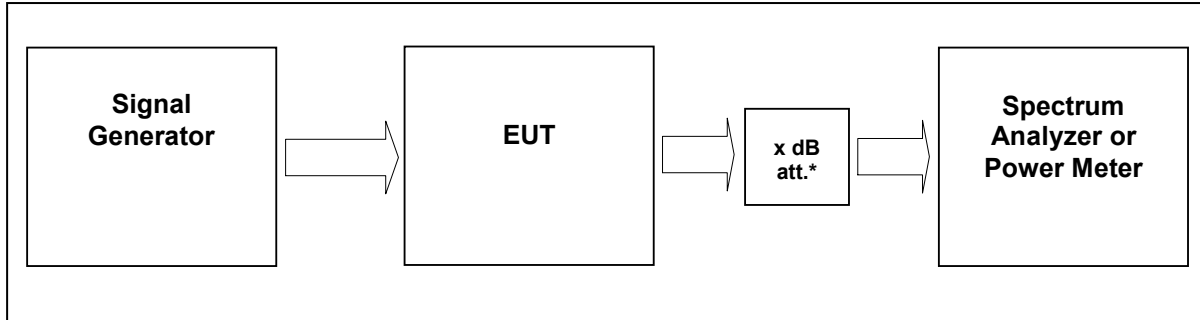 Signal
Generator
EUT
x dB
att.*
Spectrum
Analyzer or
Power Meter